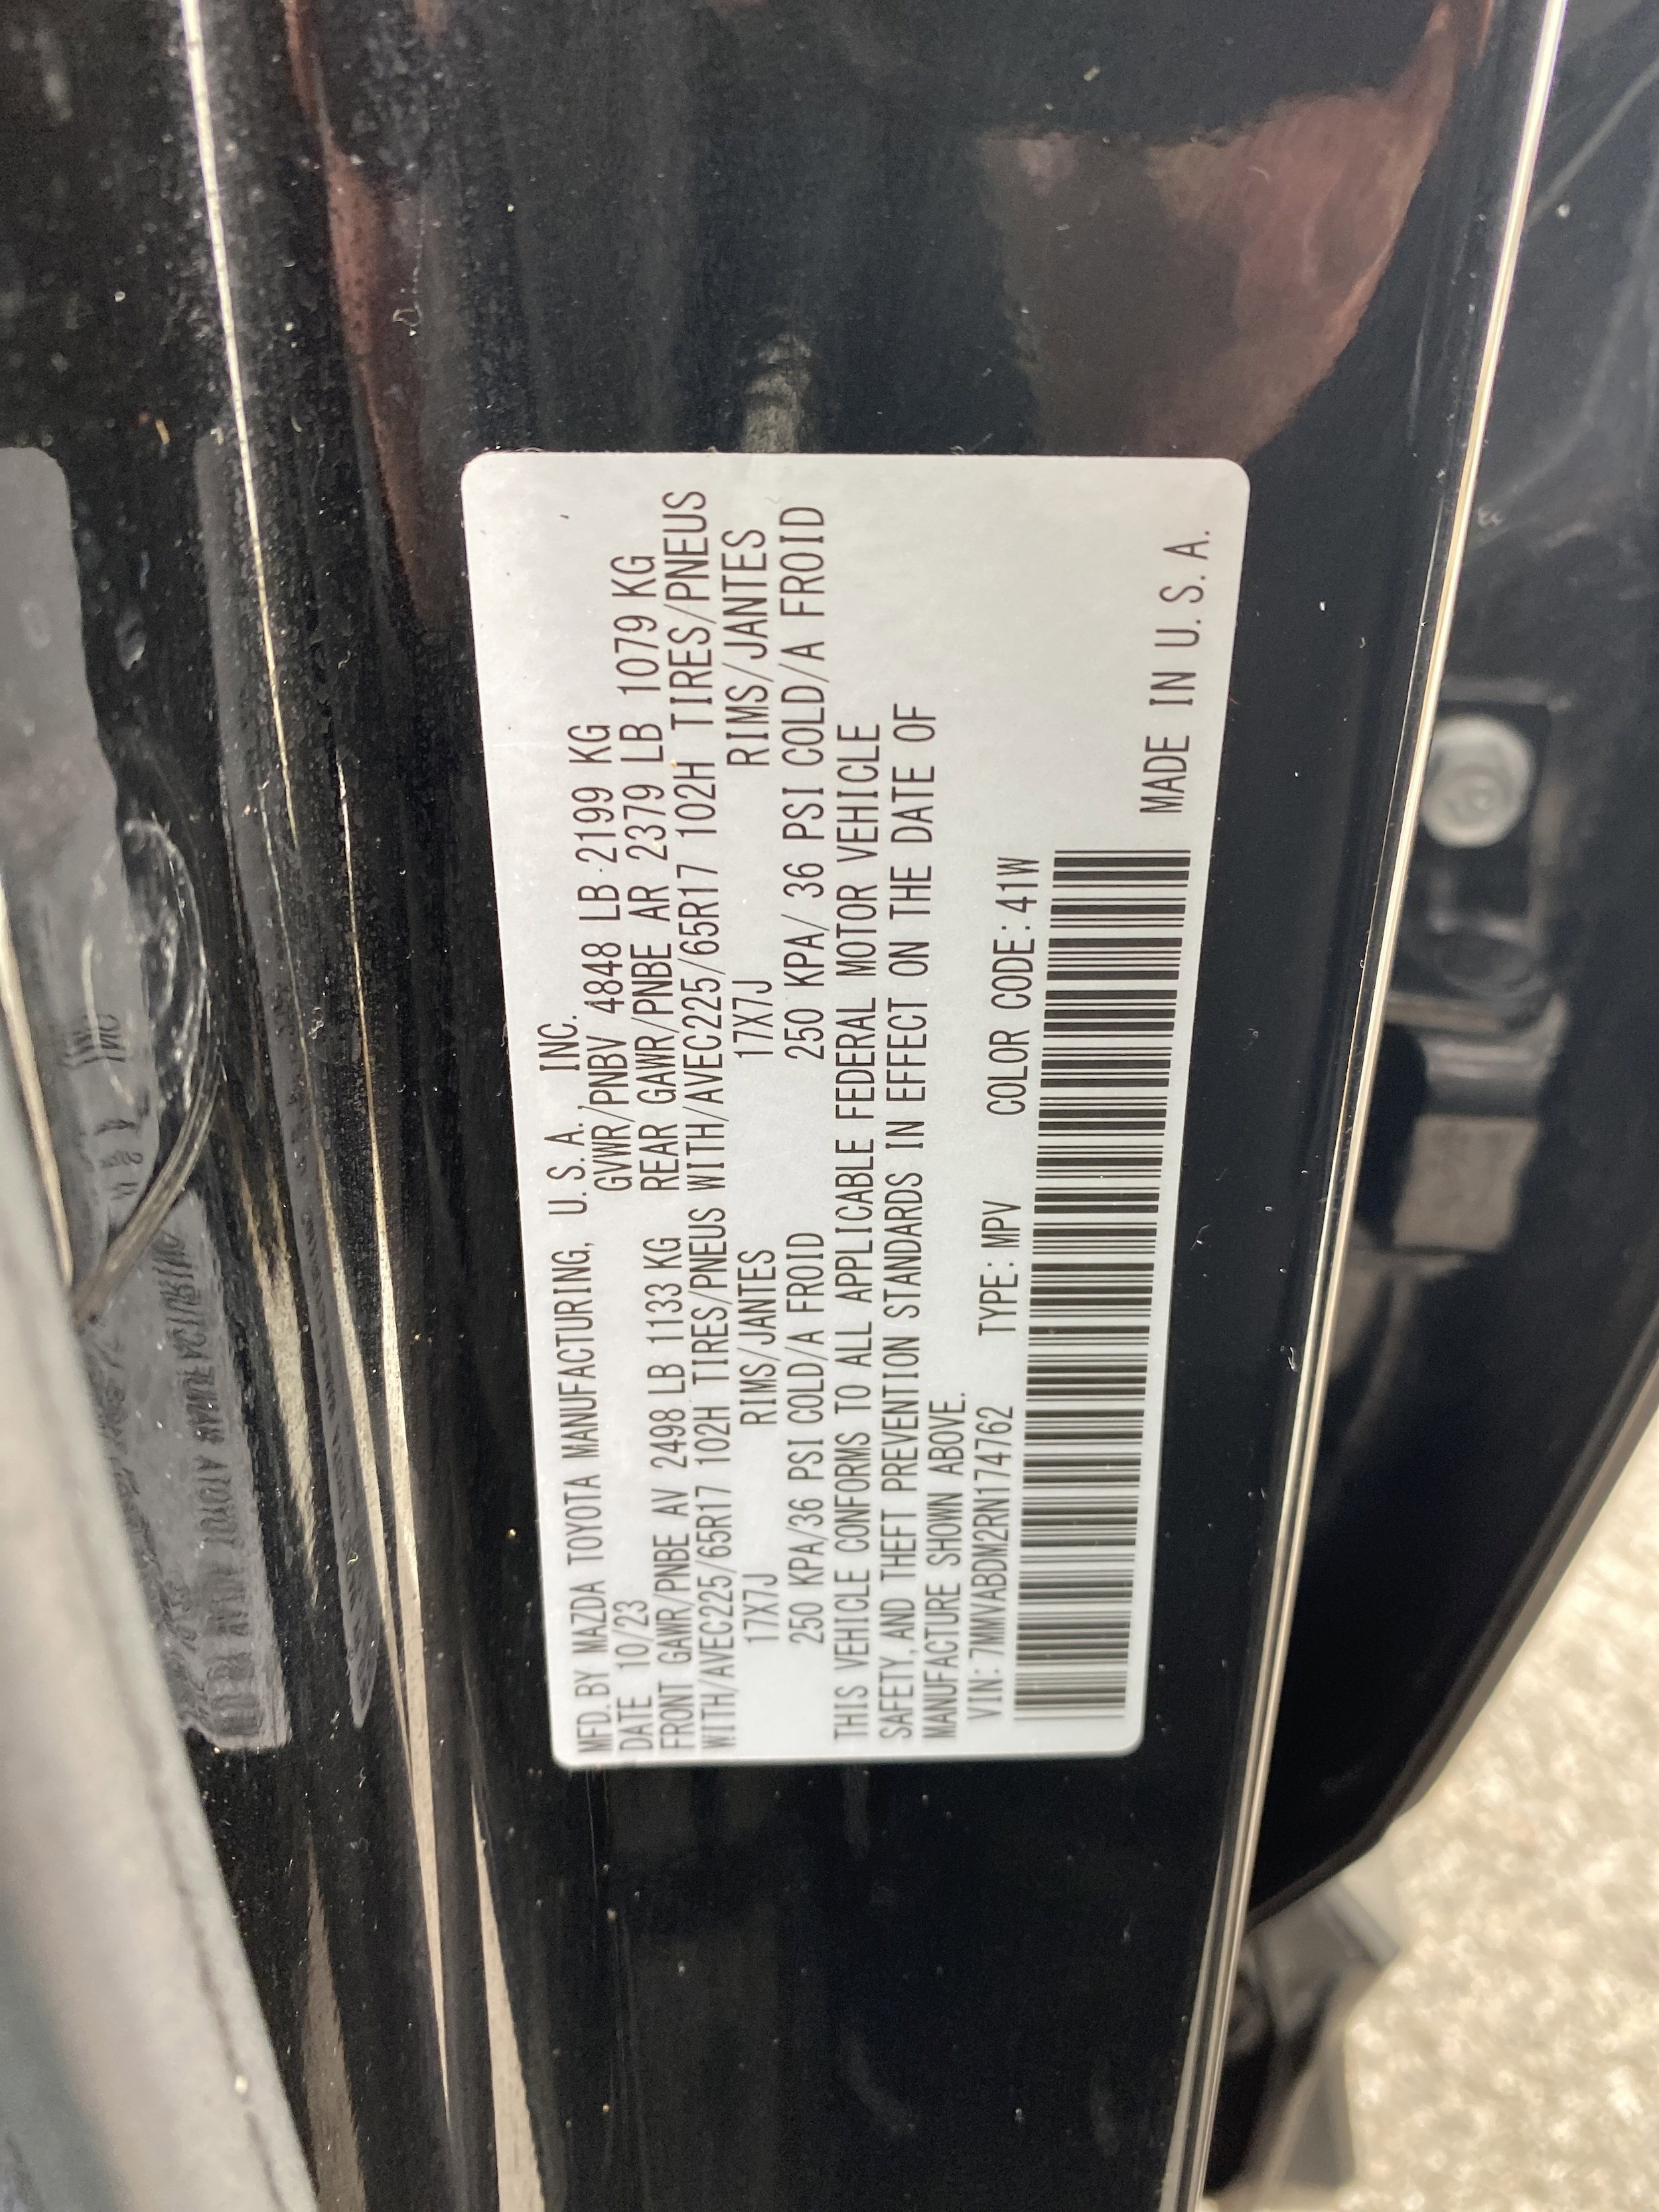 MFD.BY MAZDA TOYOTA MANUFACTURING, U.S.A., INC.
DATE 10/23 GVWR/PNBV 4848 LB 2199 KG
FRONT GAWR/PNBE AV 2498 LB 1133 KG REAR GAWR/PNBE AR 2379 LB 1079 KG
WITH/AVEC225/65R17 102H TIRES/PNEUS WITH/AVEC225/65R17 102H TIRES/PNEUS
17X7J RIMS/JANTES 17X7J RIMS/JANTES
250 KPA/36 PSI COLD/A FROID 250 KPA/ 36 PSI COLD/A FROID
THIS VEHICLE CONFORMS TO ALL APPLICABLE FEDERAL MOTOR VEHICLE
SAFETY,AND THEFT PREVENTION STANDARDS IN EFFECT ON THE DATE OF
MANUFACTURE SHOWN ABOVE.
VIN:7MMVABDM2RN174762 TYPE:MPV COLOR CODE:41W
MADE IN U.S.A.